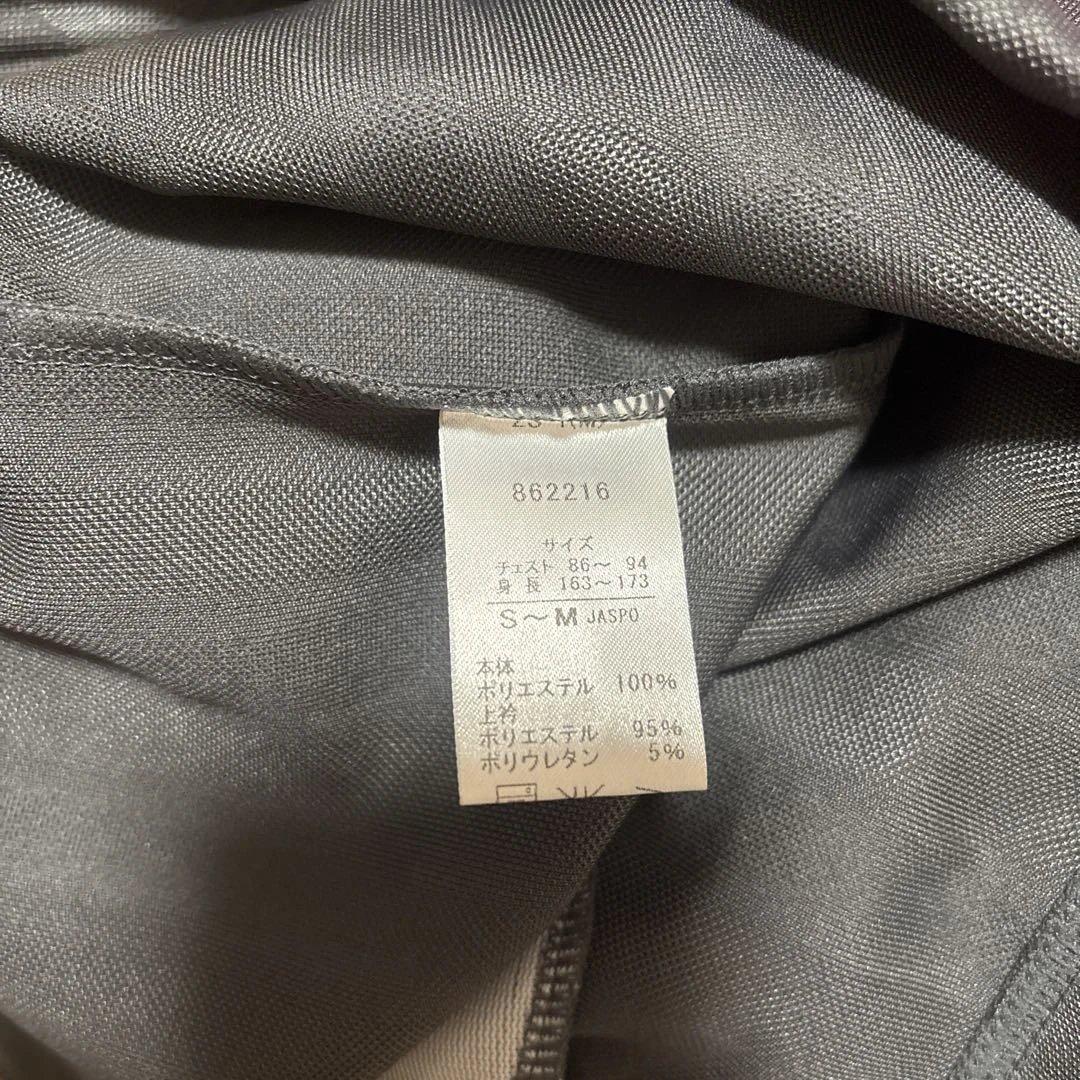 862216
サイズ
チェスト 86～ 94
身長 163～173
S～M JASPO
本体
ポリエステル 100%
上衿
ポリエステル 95%
ポリウレタン 5%